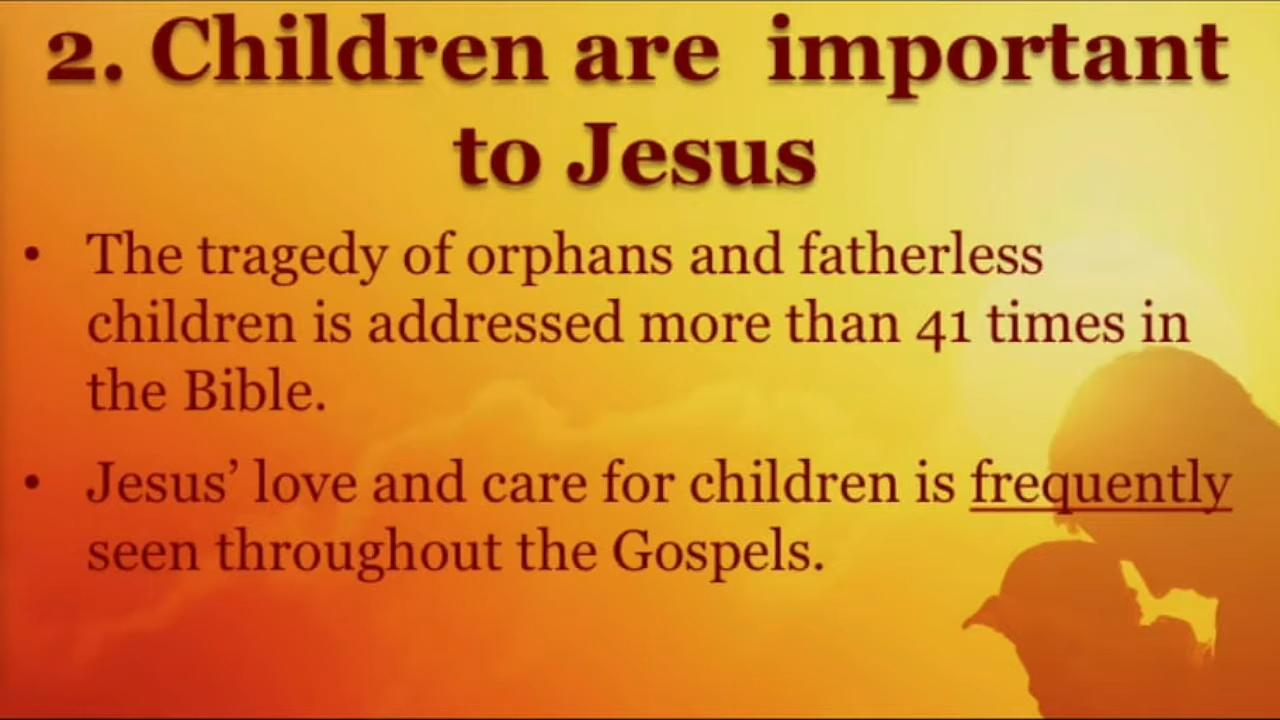 2. Children are important
to Jesus
• The tragedy of orphans and fatherless
children is addressed more than 41 times in
the Bible.
• Jesus’ love and care for children is frequently
seen throughout the Gospels.